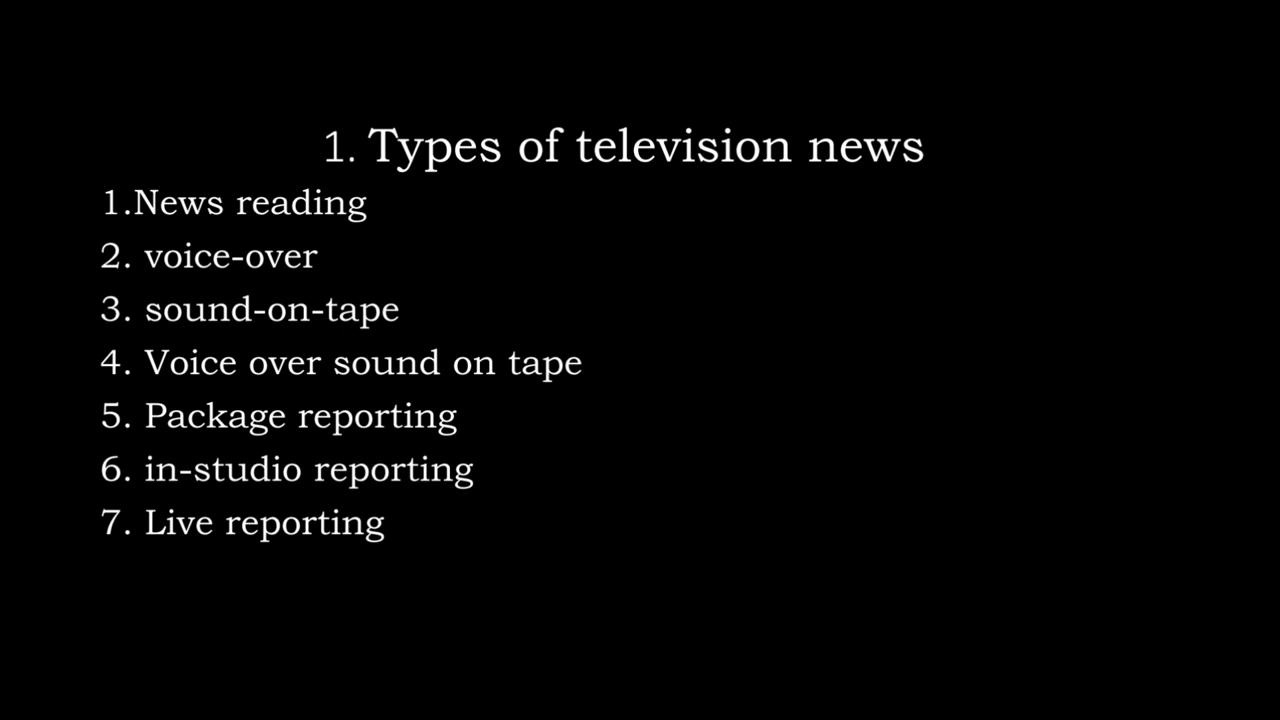 1. Types of television news
1.News reading
2. voice-over
3. sound-on-tape
4. Voice over sound on tape
5. Package reporting
6. in-studio reporting
7. Live reporting